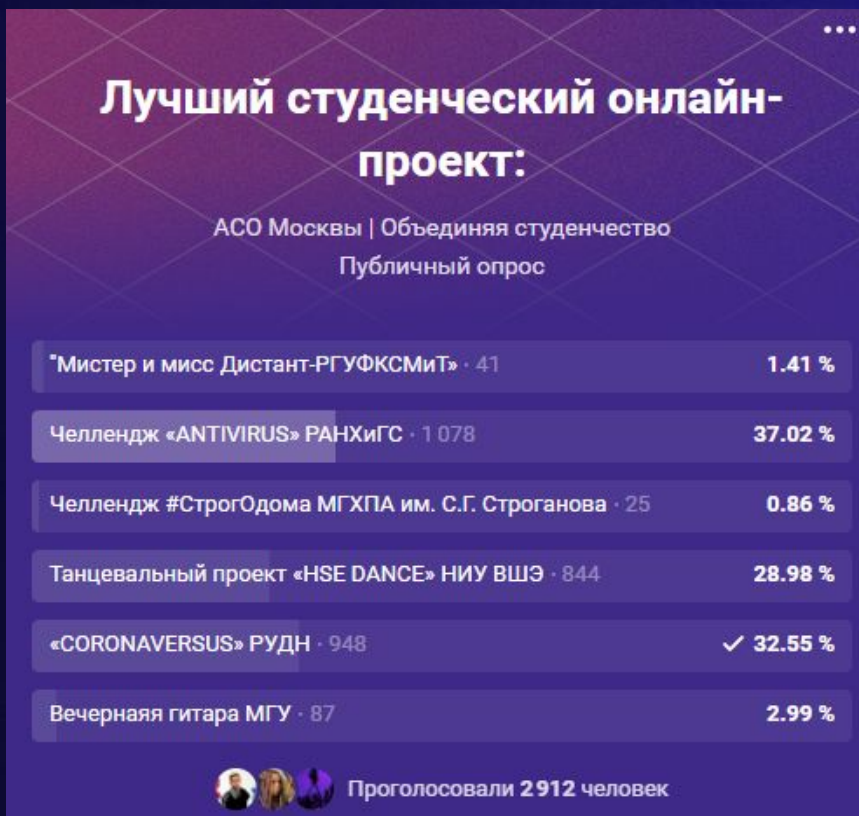 Лучший студенческий онлайн-
проект:
АСО Москвы | Объединяя студенчество
Публичный опрос
"Мистер и мисс Дистант-РГУФКСМиТ» · 41 1.41 %
Челлендж «ANTIVIRUS» РАНХиГС · 1 078 37.02 %
Челлендж #СтрогОдома МГХПА им. С.Г. Строганова · 25 0.86 %
Танцевальный проект «HSE DANCE» НИУ ВШЭ · 844 28.98 %
«CORONAVERSUS» РУДН · 948 32.55 %
Вечернаяя гитара МГУ · 87 2.99 %
Проголосовали 2 912 человек